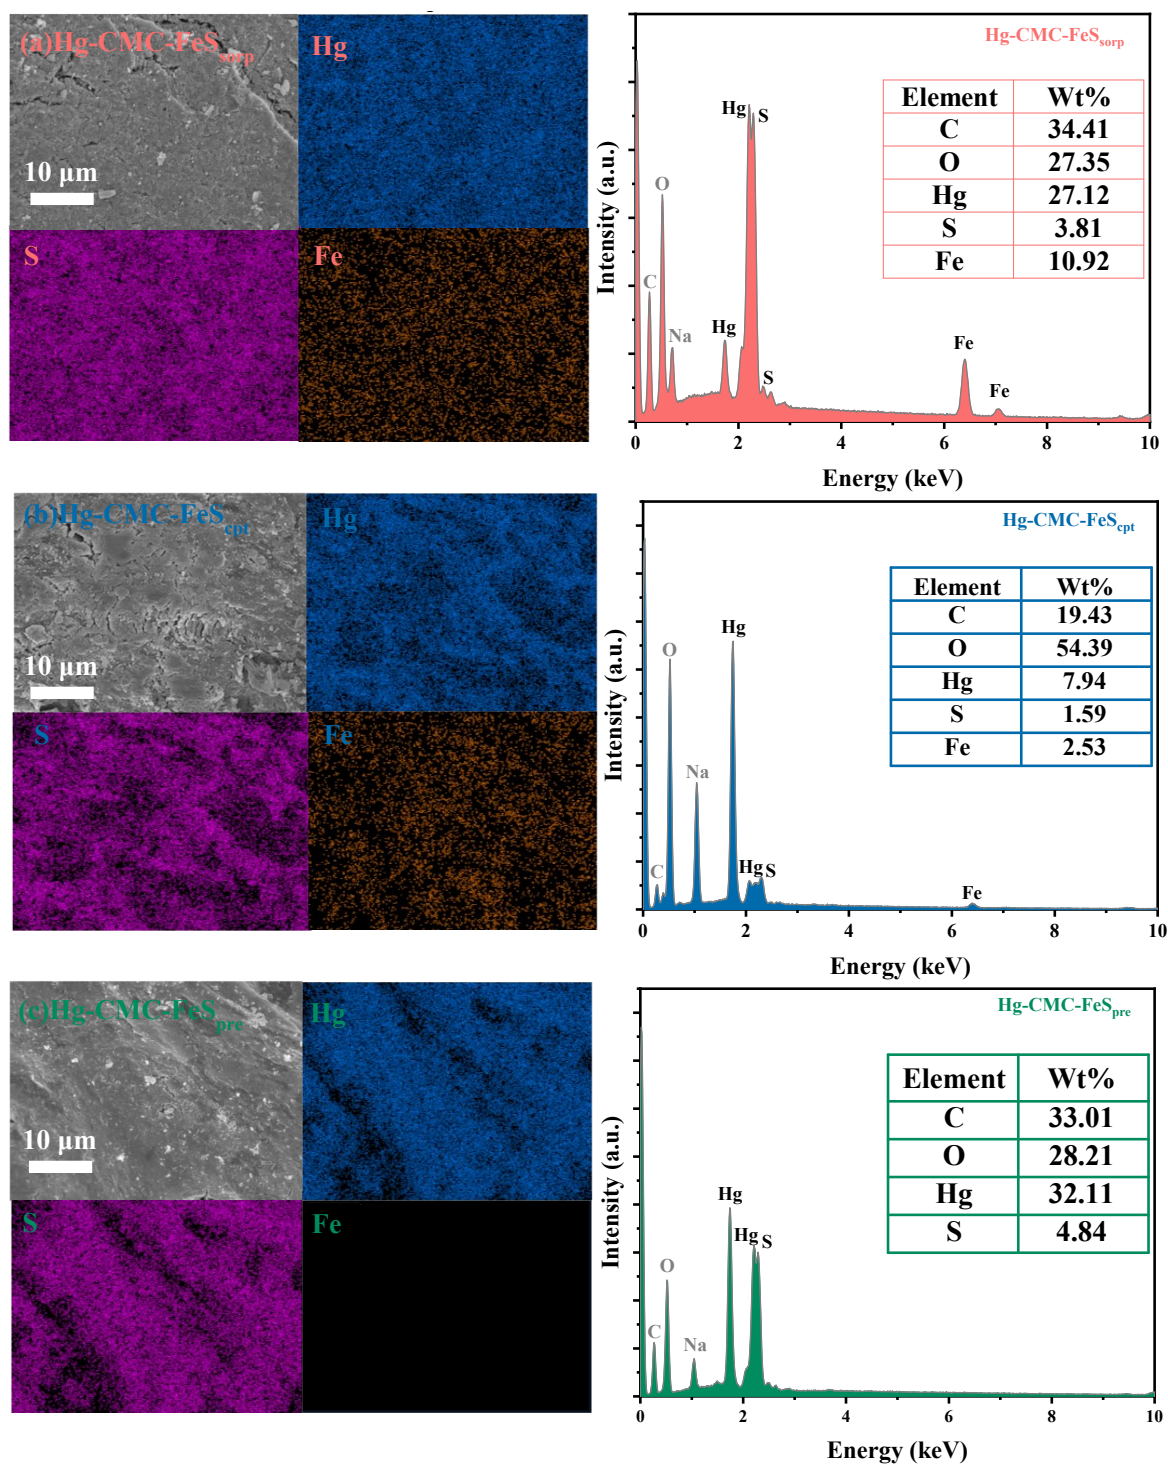 (a)Hg-CMC-FeSsorp
Hg
10 μm
S
Fe
Hg-CMC-FeSsorp
Element Wt%
C 34.41
O 27.35
Hg 27.12
S 3.81
Fe 10.92
Intensity (a.u.)
C
O
Na
Hg
Hg
S
S
Fe
Fe
0 2 4 6 8 10
Energy (keV)
(b)Hg-CMC-FeScpt
Hg
10 μm
S
Fe
Hg-CMC-FeScpt
Element Wt%
C 19.43
O 54.39
Hg 7.94
S 1.59
Fe 2.53
Intensity (a.u.)
C
O
Na
Hg
Hg
S
Fe
0 2 4 6 8 10
Energy (keV)
(c)Hg-CMC-FeSpre
Hg
10 μm
S
Fe
Hg-CMC-FeSpre
Element Wt%
C 33.01
O 28.21
Hg 32.11
S 4.84
Intensity (a.u.)
C
O
Na
Hg
Hg
S
0 2 4 6 8 10
Energy (keV)